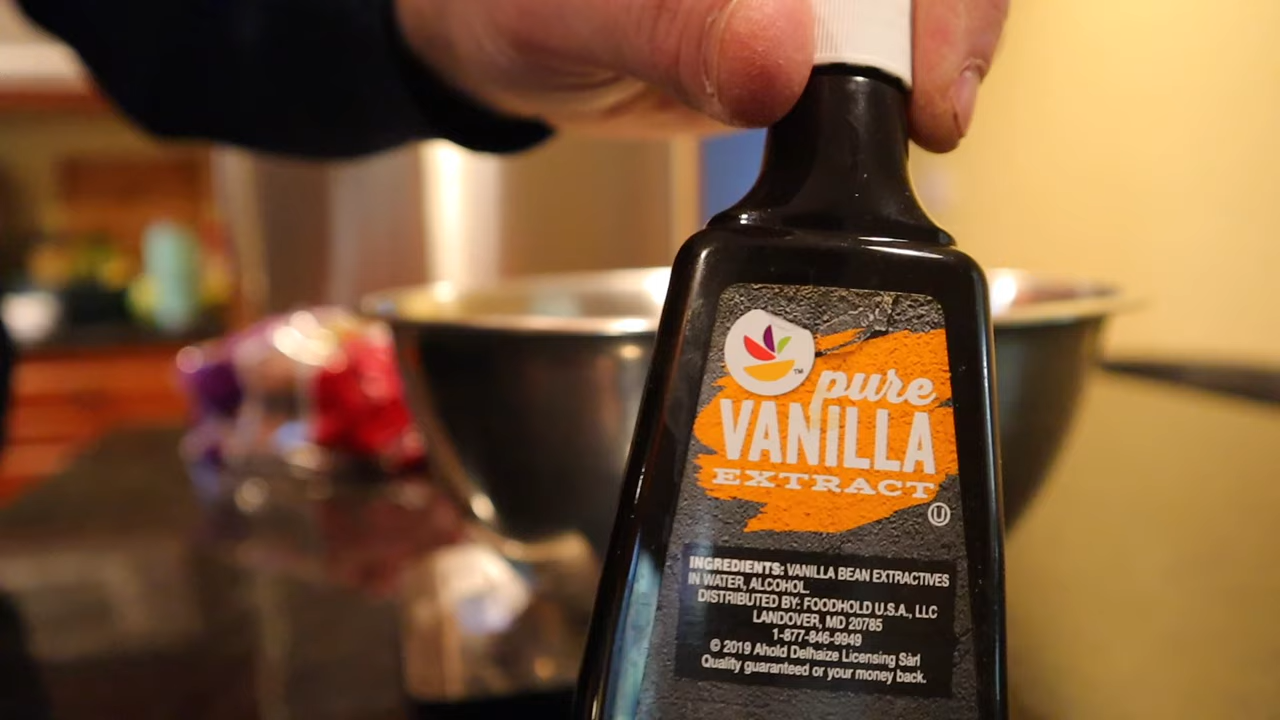 TM
pure
VANILLA
EXTRACT
U
INGREDIENTS: VANILLA BEAN EXTRACTIVES
IN WATER, ALCOHOL.
DISTRIBUTED BY: FOODHOLD U.S.A., LLC
LANDOVER, MD 20785
1-877-846-9949
© 2019 Ahold Delhaize Licensing Sàrl
Quality guaranteed or your money back.